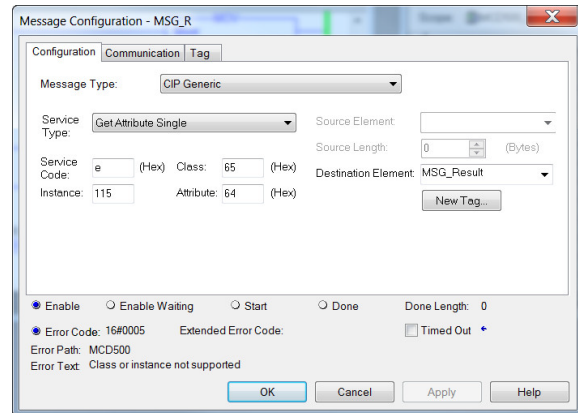 Message Configuration - MSG_R
Configuration Communication Tag
Message Type: CIP Generic
Service Type: Get Attribute Single
Source Element:
Source Length: 0 (Bytes)
Service Code: e (Hex) Class: 65 (Hex)
Destination Element: MSG_Result
Instance: 115 Attribute: 64 (Hex)
New Tag...
Enable Enable Waiting Start Done Done Length: 0
Error Code: 16#0005 Extended Error Code: Timed Out
Error Path: MCD500
Error Text: Class or instance not supported
OK Cancel Apply Help